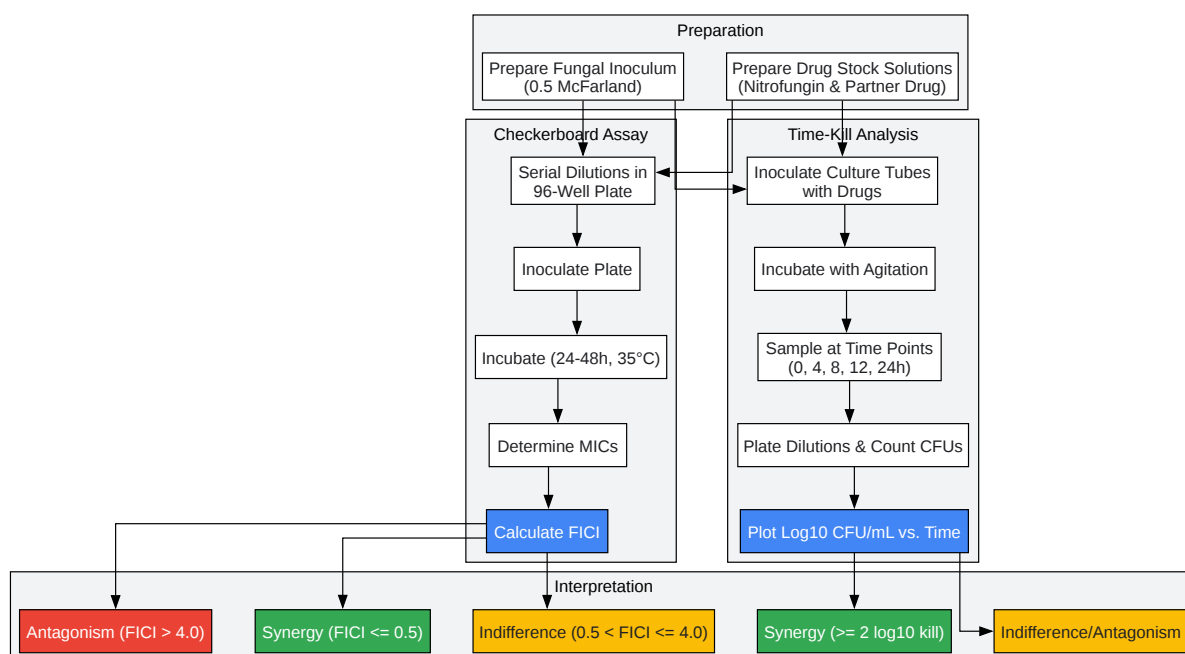 Preparation
Prepare Fungal Inoculum
(0.5 McFarland)
Prepare Drug Stock Solutions
(Nitrofungin & Partner Drug)
Checkerboard Assay
Time-Kill Analysis
Serial Dilutions in
96-Well Plate
Inoculate Culture Tubes
with Drugs
Inoculate Plate
Incubate with Agitation
Incubate (24-48h, 35°C)
Sample at Time Points
(0, 4, 8, 12, 24h)
Determine MICs
Plate Dilutions & Count CFUs
Calculate FICI
Plot Log10 CFU/mL vs. Time
Interpretation
Antagonism (FICI > 4.0)
Synergy (FICI <= 0.5)
Indifference (0.5 < FICI <= 4.0)
Synergy (>= 2 log10 kill)
Indifference/Antagonism